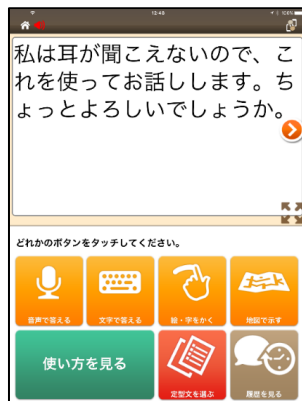 12:45
100%
私は耳が聞こえないので、こ
れを使ってお話しします。ち
ょっとよろしいでしょうか。
どれかのボタンをタッチしてください。
音声で答える
文字で答える
絵・字をかく
地図で示す
使い方を見る
定型文を選ぶ
履歴を見る